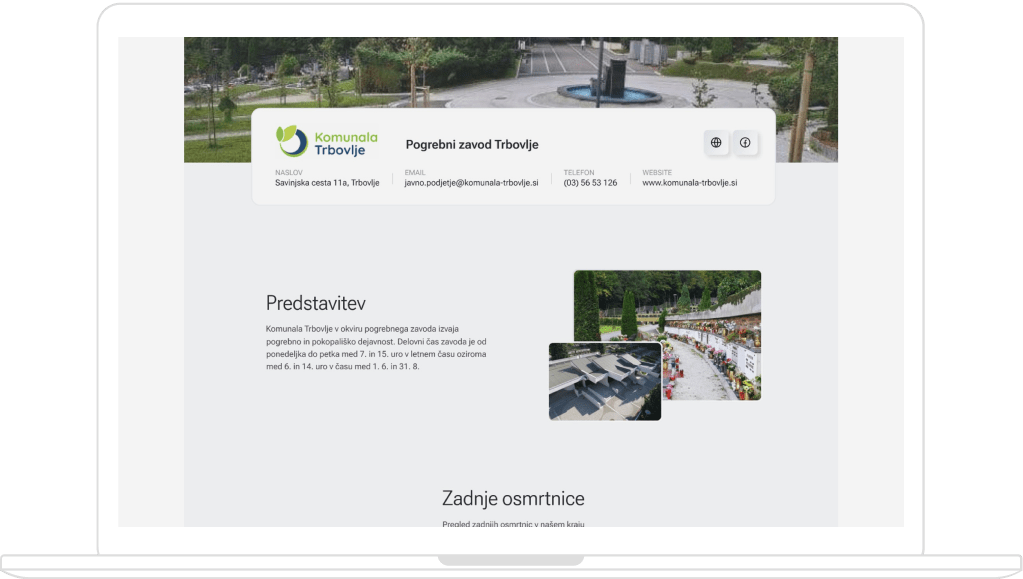 Komunala
Trbovlje
Pogrebni zavod Trbovlje
NASLOV
Savinjska cesta 11a, Trbovlje
EMAIL
javno.podjetje@komunala-trbovlje.si
TELEFON
(03) 56 53 126
WEBSITE
www.komunala-trbovlje.si
Predstavitev
Komunala Trbovlje v okviru pogrebnega zavoda izvaja
pogrebno in pokopališko dejavnost. Delovni čas zavoda je od
ponedeljka do petka med 7. in 15. uro v letnem času oziroma
med 6. in 14. uro v času med 1. 6. in 31. 8.
Zadnje osmrtnice
Pregled zadnjih osmrtnic v našem kraju